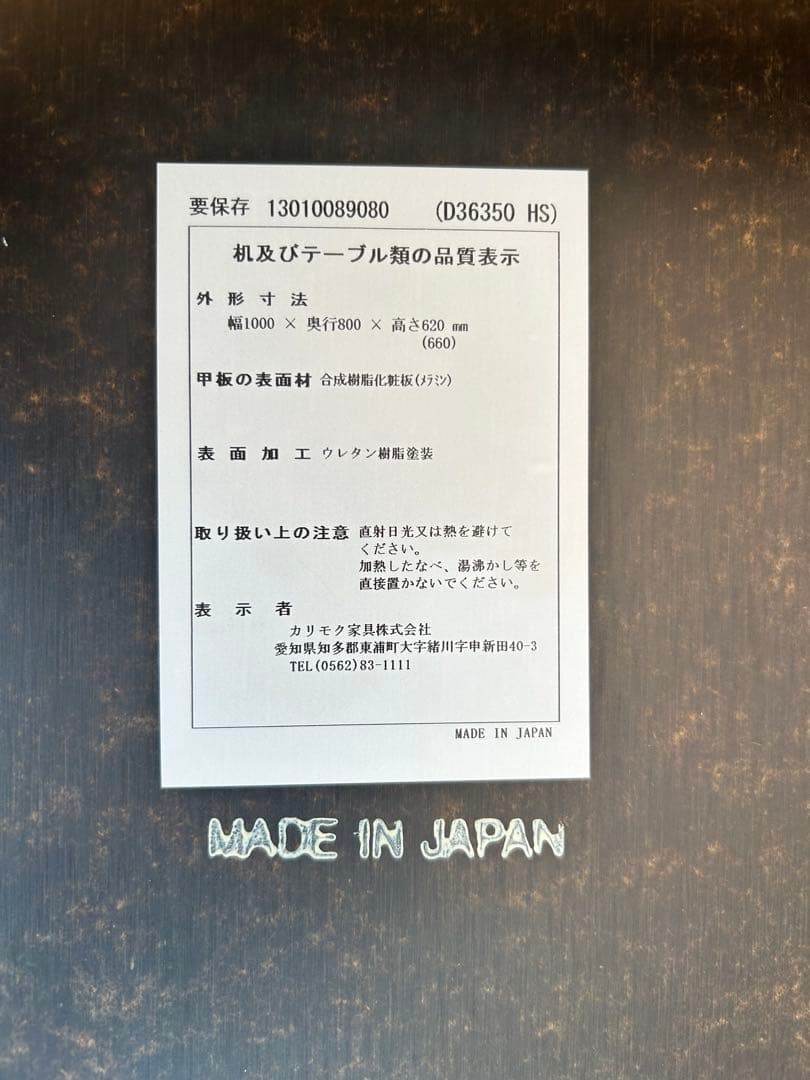 要保存 13010089080 (D36350 HS)
机及びテーブル類の品質表示
外形寸法
幅1000 × 奥行800 × 高さ620 mm
(660)
甲板の表面材 合成樹脂化粧板(ﾒﾗﾐﾝ)
表面加工 ウレタン樹脂塗装
取り扱い上の注意 直射日光又は熱を避けて
ください。
加熱したなべ、湯沸かし等を
直接置かないでください。
表示者
カリモク家具株式会社
愛知県知多郡東浦町大字緒川字申新田40-3
TEL(0562)83-1111
MADE IN JAPAN
MADE IN JAPAN